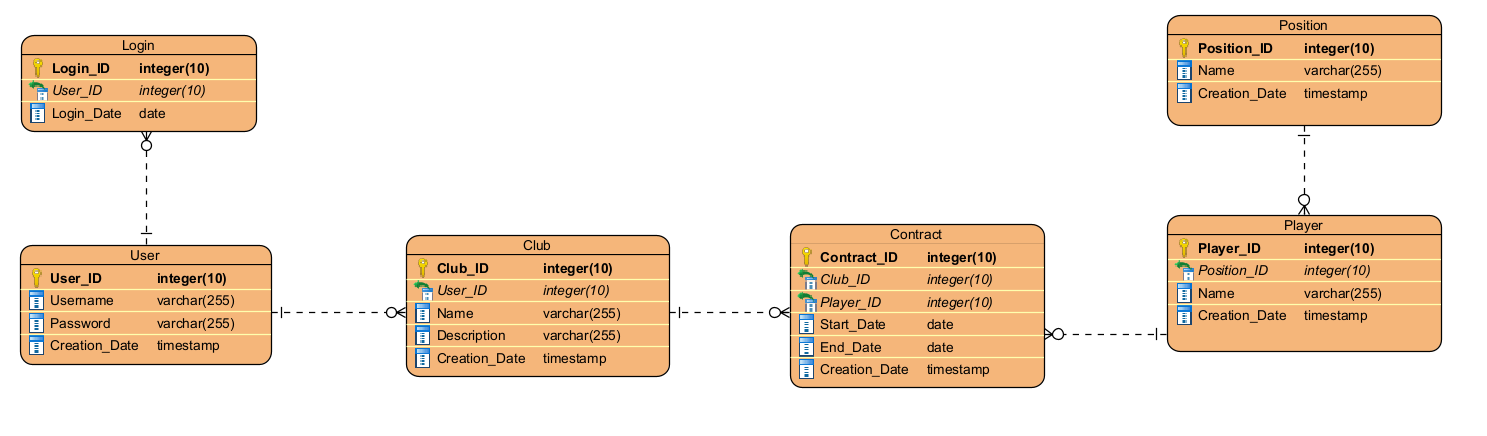 Login
Login_ID integer(10)
User_ID integer(10)
Login_Date date
User
User_ID integer(10)
Username varchar(255)
Password varchar(255)
Creation_Date timestamp
Club
Club_ID integer(10)
User_ID integer(10)
Name varchar(255)
Description varchar(255)
Creation_Date timestamp
Contract
Contract_ID integer(10)
Club_ID integer(10)
Player_ID integer(10)
Start_Date date
End_Date date
Creation_Date timestamp
Position
Position_ID integer(10)
Name varchar(255)
Creation_Date timestamp
Player
Player_ID integer(10)
Position_ID integer(10)
Name varchar(255)
Creation_Date timestamp